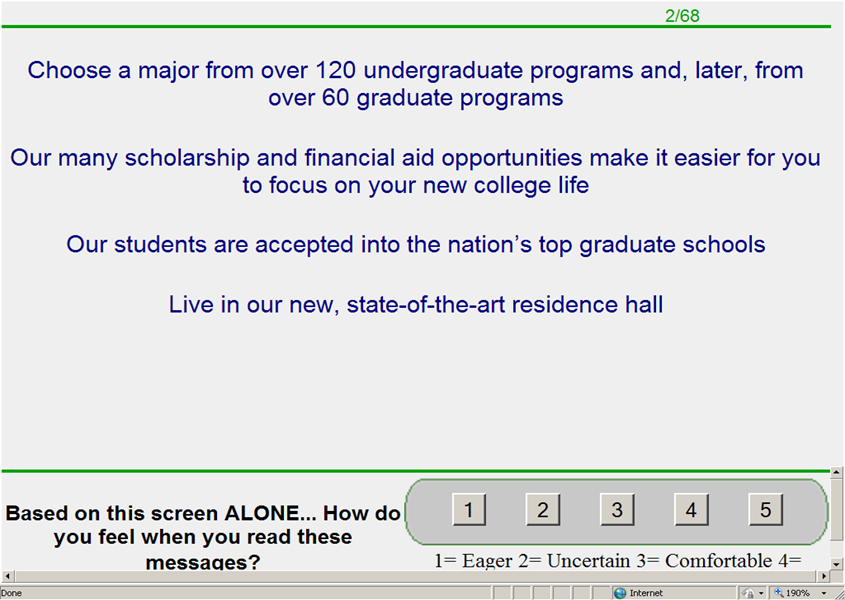 2/68
Choose a major from over 120 undergraduate programs and, later, from
over 60 graduate programs
Our many scholarship and financial aid opportunities make it easier for you
to focus on your new college life
Our students are accepted into the nation’s top graduate schools
Live in our new, state-of-the-art residence hall
Based on this screen ALONE... How do
you feel when you read these
messages?
1 2 3 4 5
1= Eager 2= Uncertain 3= Comfortable 4=
Done Internet 190%